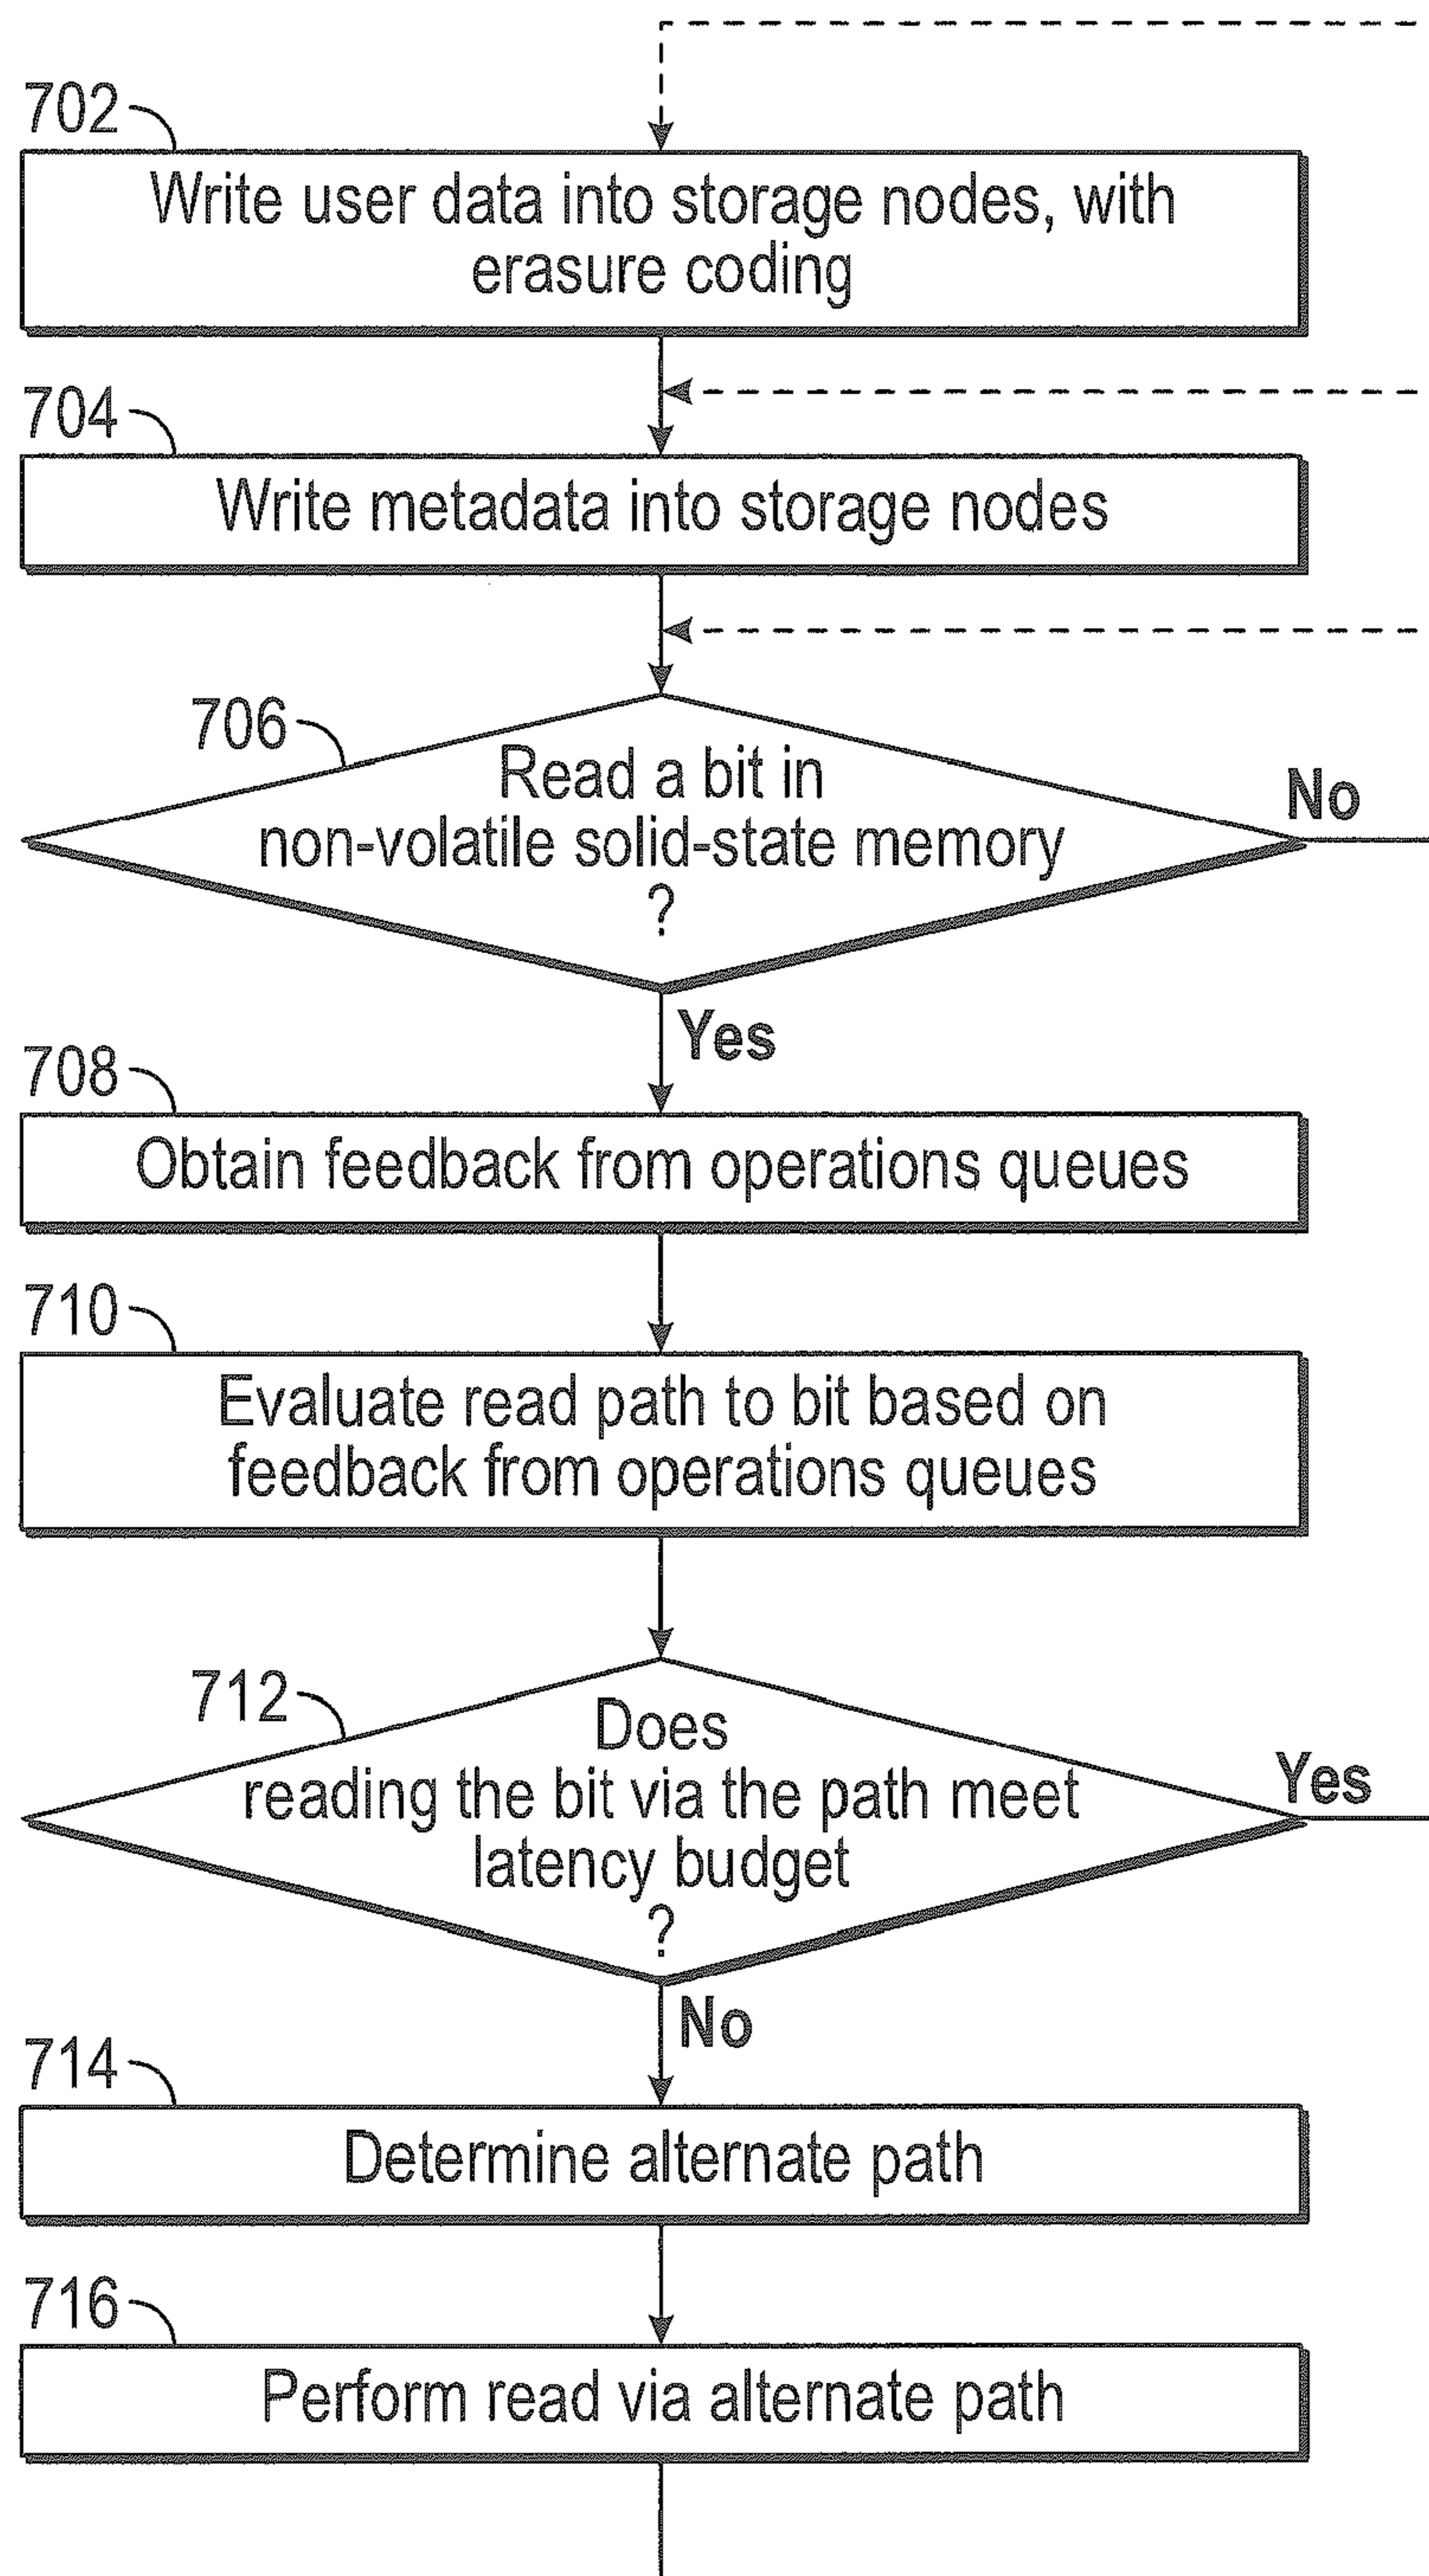 702
Write user data into storage nodes, with
erasure coding
704
Write metadata into storage nodes
706
Read a bit in
non-volatile solid-state memory
?
No
Yes
708
Obtain feedback from operations queues
710
Evaluate read path to bit based on
feedback from operations queues
712
Does
reading the bit via the path meet
latency budget
?
Yes
No
714
Determine alternate path
716
Perform read via alternate path